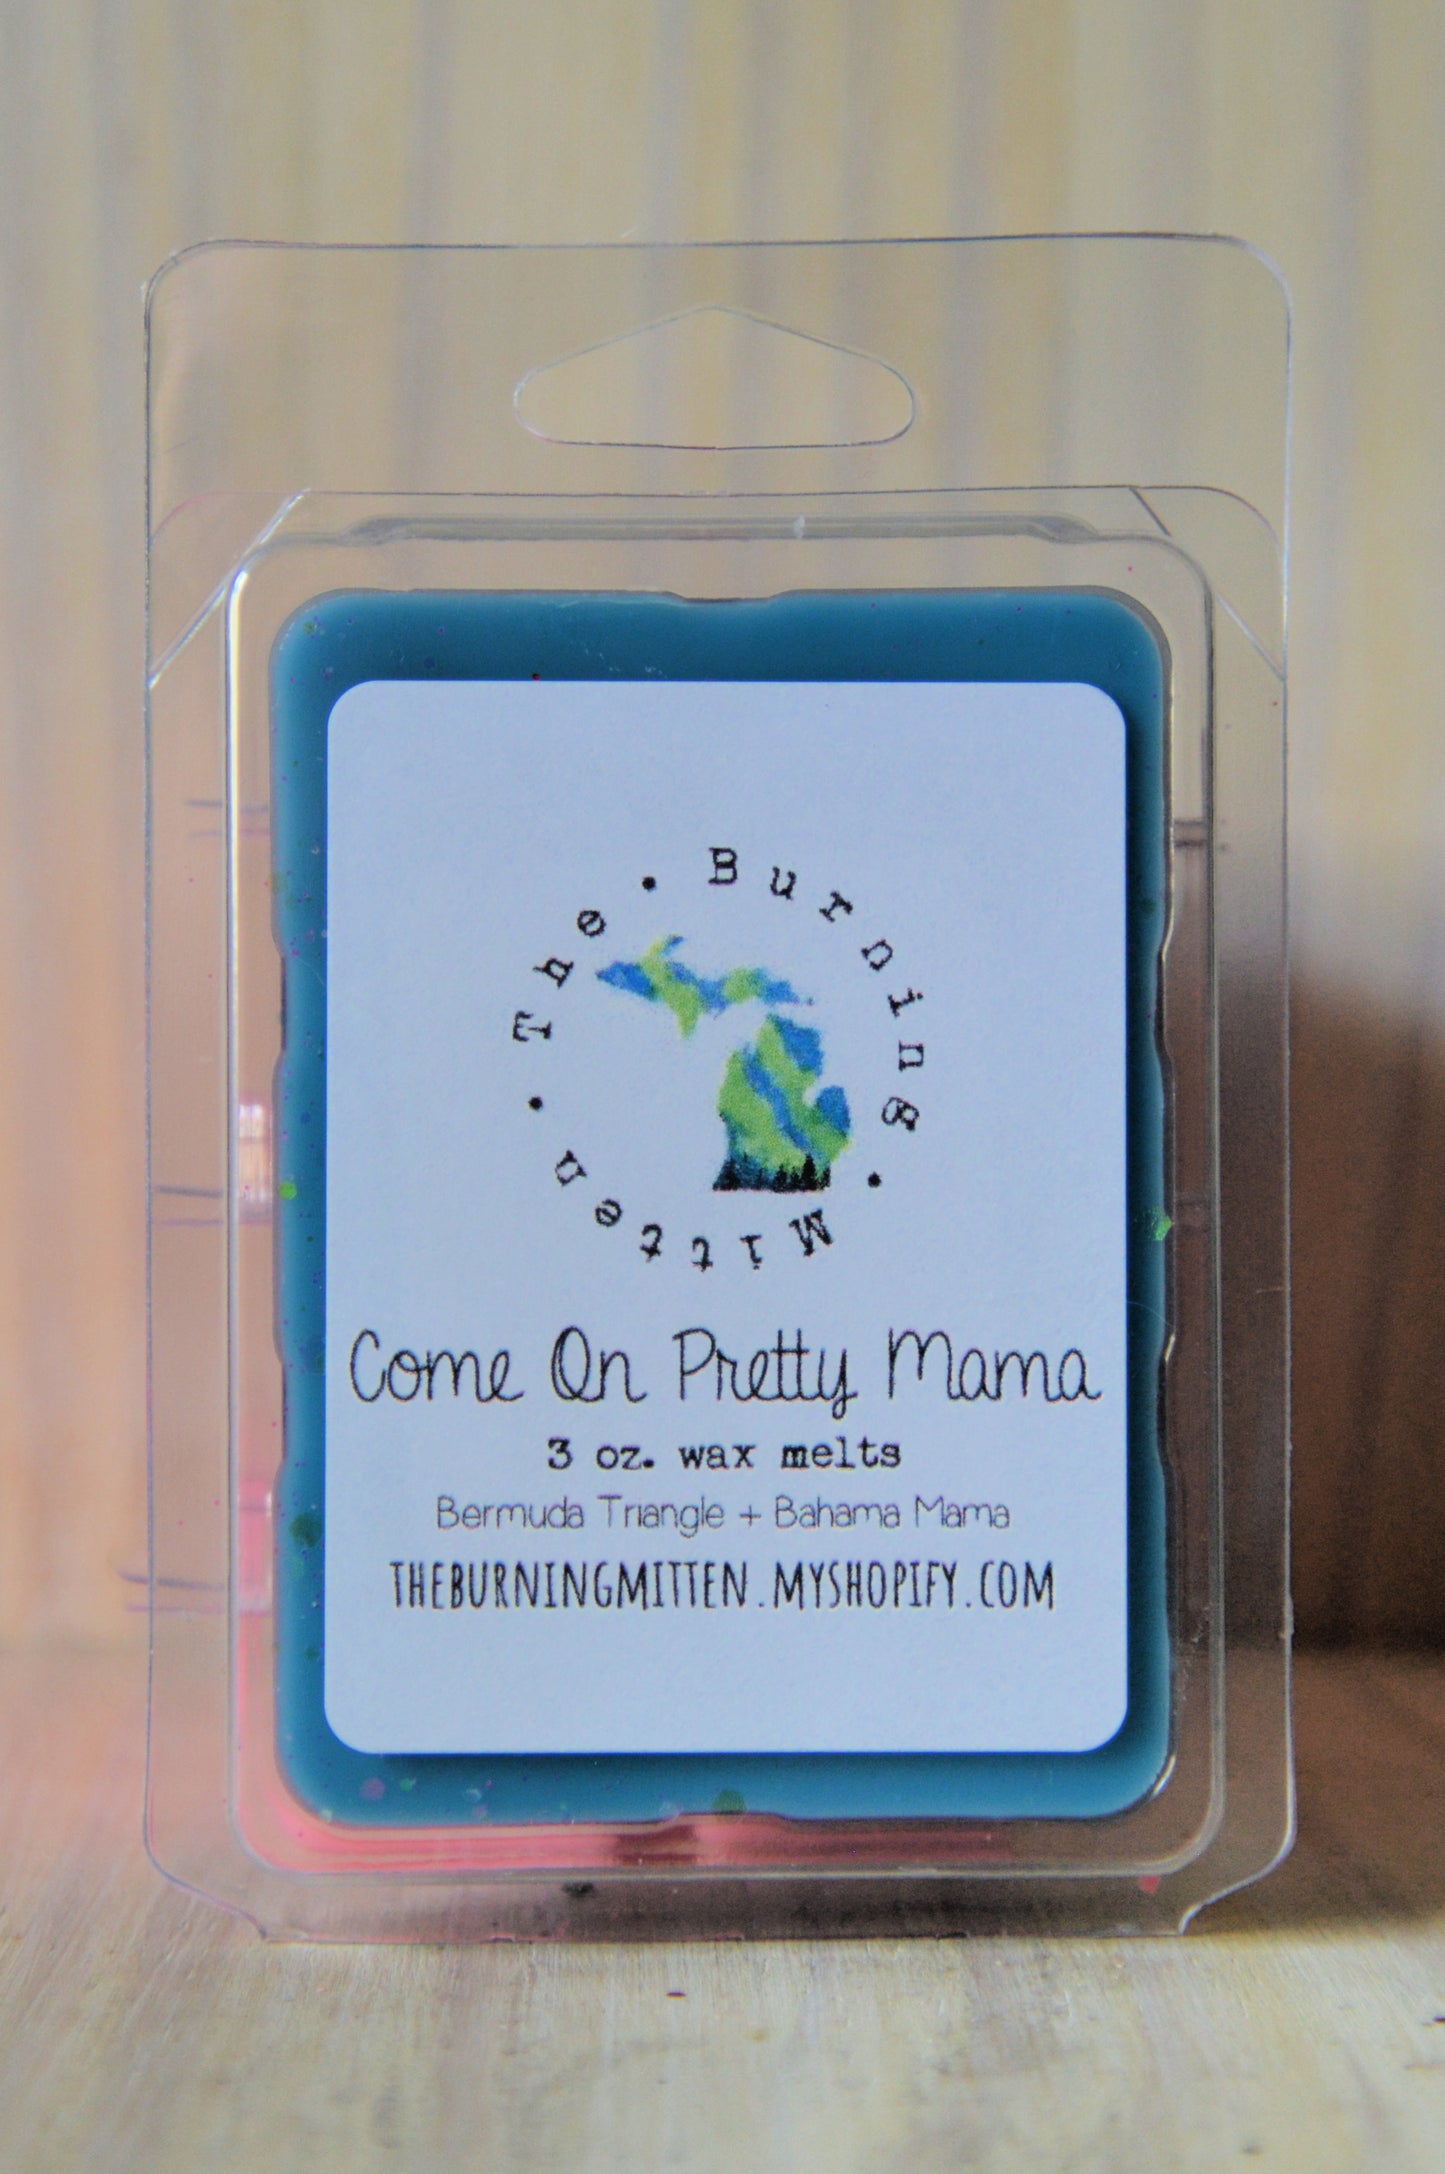 The • Burning • Mitten •
Come On Pretty Mama
3 oz. wax melts
Bermuda Triangle + Bahama Mama
THEBURNINGMITTEN.MYSHOPIFY.COM